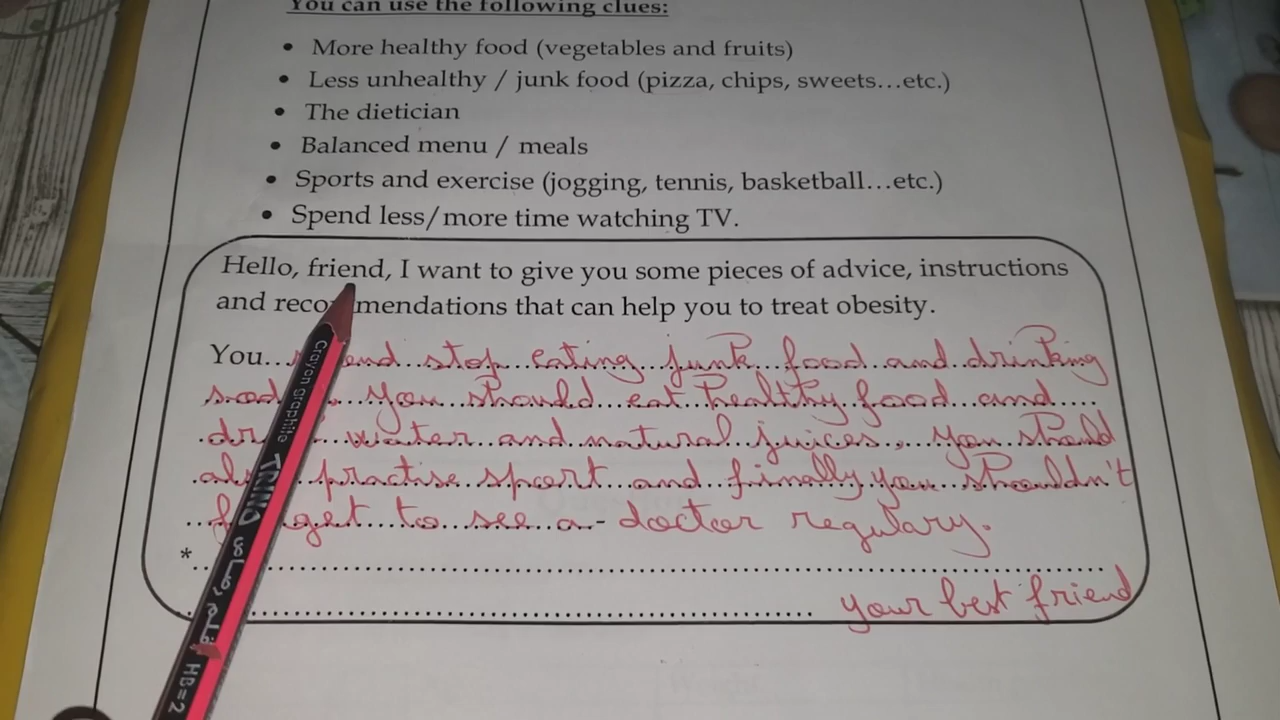 You can use the following clues:
• More healthy food (vegetables and fruits)
• Less unhealthy / junk food (pizza, chips, sweets...etc.)
• The dietician
• Balanced menu / meals
• Sports and exercise (jogging, tennis, basketball...etc.)
• Spend less/more time watching TV.
Hello, friend, I want to give you some pieces of advice, instructions
and recommendations that can help you to treat obesity.
You... stop eating junk food and drinking
You should eat healthy food and....
water and natural juices, you should
practise sport and finally you shouldn't
forget to see a doctor regulary.
*
your best friend
Crayon graphite TRINO قلم رصاص HB=2